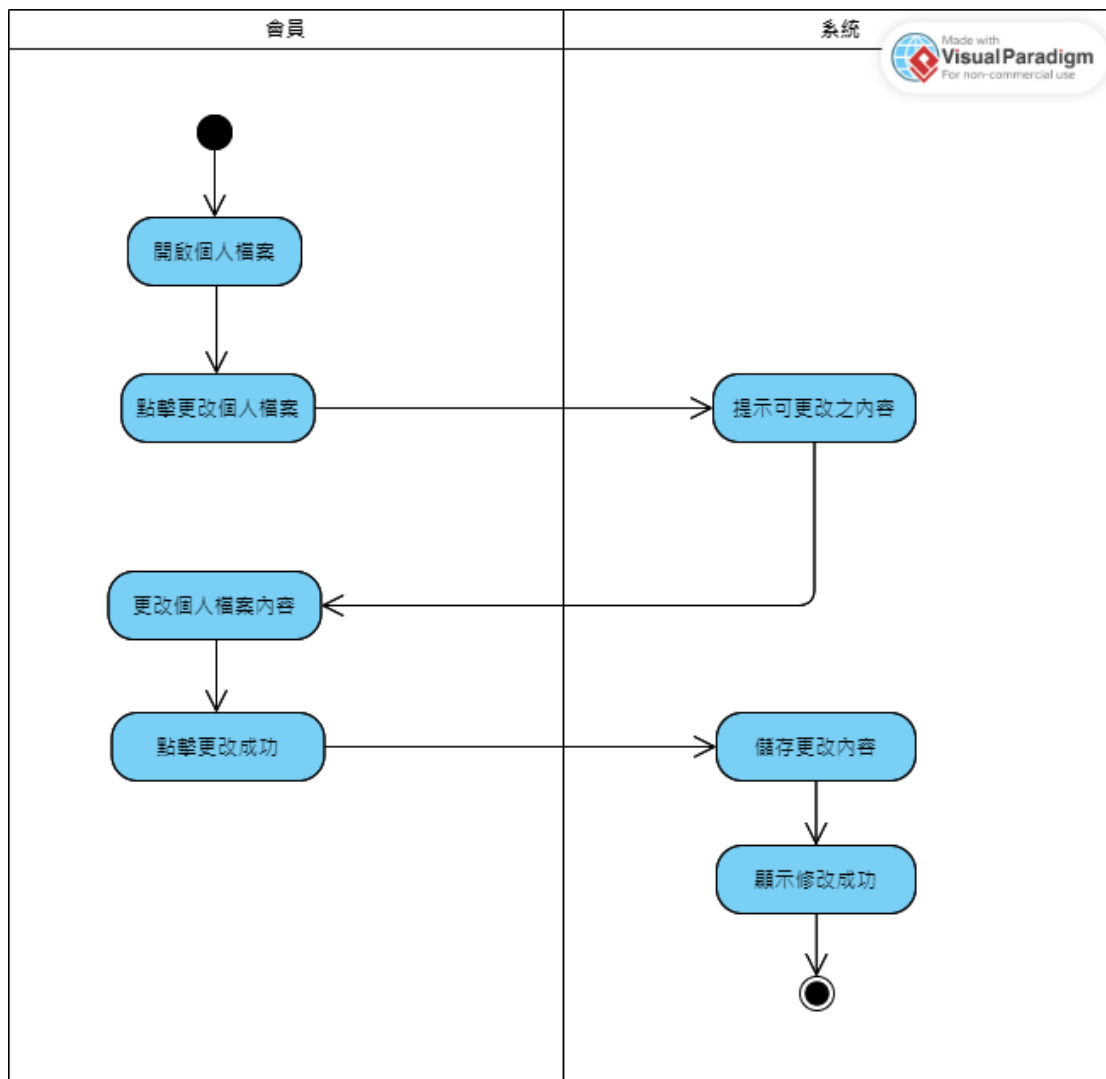 會員
系統
Made with
Visual Paradigm
For non-commercial use
開啟個人檔案
點擊更改個人檔案
提示可更改之內容
更改個人檔案內容
點擊更改成功
儲存更改內容
顯示修改成功